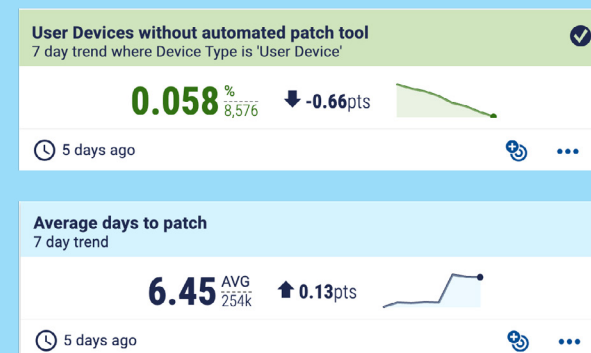 User Devices without automated patch tool
7 day trend where Device Type is 'User Device'
0.058 % 8,576 -0.66pts
5 days ago
Average days to patch
7 day trend
6.45 AVG 254k 0.13pts
5 days ago